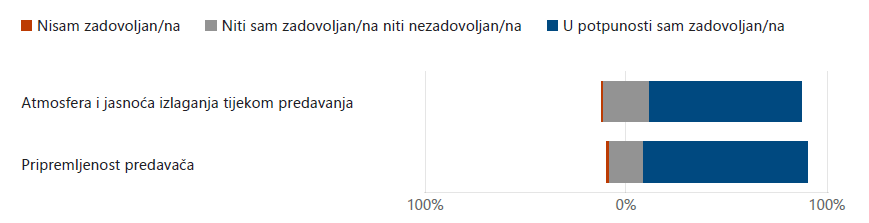 Nisam zadovoljan/na Niti sam zadovoljan/na niti nezadovoljan/na U potpunosti sam zadovoljan/na
Atmosfera i jasnoća izlaganja tijekom predavanja
Pripremljenost predavača
100% 0% 100%